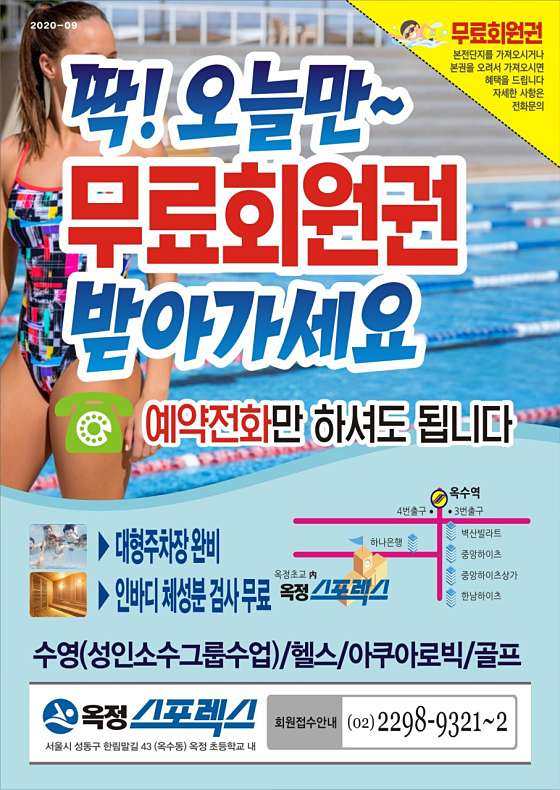 2020-09
무료회원권
본전단지를 가져오시거나
본권을 오려서 가져오시면
혜택을 드립니다
자세한 사항은
전화문의
딱! 오늘만~
무료회원권
받아가세요
예약전화만 하셔도 됩니다
옥수역
4번출구 3번출구
벽산빌라트
하나은행
중앙하이츠
중앙하이츠상가
한남하이츠
옥정초교 內
옥정 스포렉스
대형주차장 완비
인바디 체성분 검사 무료
수영(성인소수그룹수업)/헬스/아쿠아로빅/골프
옥정 스포렉스
서울시 성동구 한림말길 43 (옥수동) 옥정 초등학교 내
회원접수안내 (02) 2298-9321~2